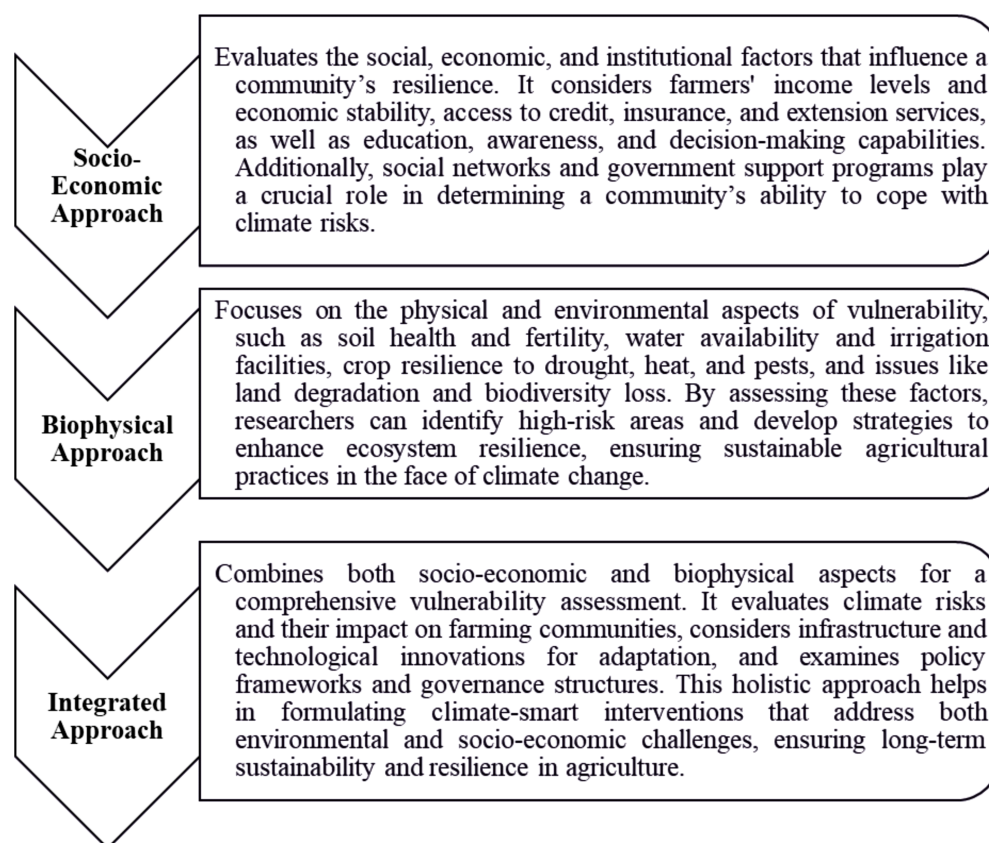 Socio-
Economic
Approach
Evaluates the social, economic, and institutional factors that influence a
community’s resilience. It considers farmers' income levels and
economic stability, access to credit, insurance, and extension services,
as well as education, awareness, and decision-making capabilities.
Additionally, social networks and government support programs play
a crucial role in determining a community’s ability to cope with
climate risks.
Biophysical
Approach
Focuses on the physical and environmental aspects of vulnerability,
such as soil health and fertility, water availability and irrigation
facilities, crop resilience to drought, heat, and pests, and issues like
land degradation and biodiversity loss. By assessing these factors,
researchers can identify high-risk areas and develop strategies to
enhance ecosystem resilience, ensuring sustainable agricultural
practices in the face of climate change.
Integrated
Approach
Combines both socio-economic and biophysical aspects for a
comprehensive vulnerability assessment. It evaluates climate risks
and their impact on farming communities, considers infrastructure and
technological innovations for adaptation, and examines policy
frameworks and governance structures. This holistic approach helps
in formulating climate-smart interventions that address both
environmental and socio-economic challenges, ensuring long-term
sustainability and resilience in agriculture.